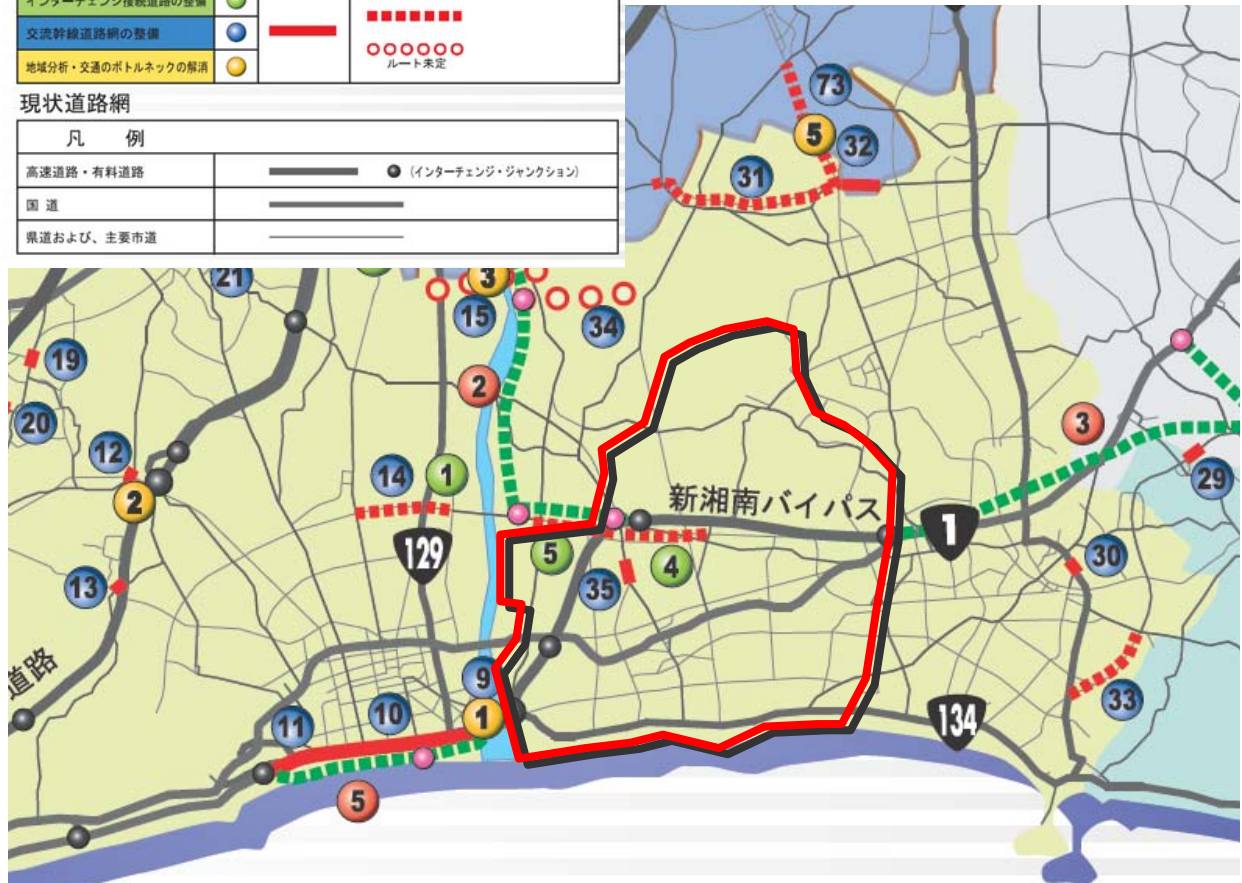 インターチェンジ接続道路の整備
交流幹線道路網の整備
地域分析・交通のボトルネックの解消
ルート未定
現状道路網
凡 例
高速道路・有料道路
(インターチェンジ・ジャンクション)
国 道
県道および、主要市道
73
5
32
31
21
3
15
34
19
2
20
3
12
14
1
29
2
新湘南バイパス
1
129
5
4
30
13
35
道路
9
33
11
10
1
134
5